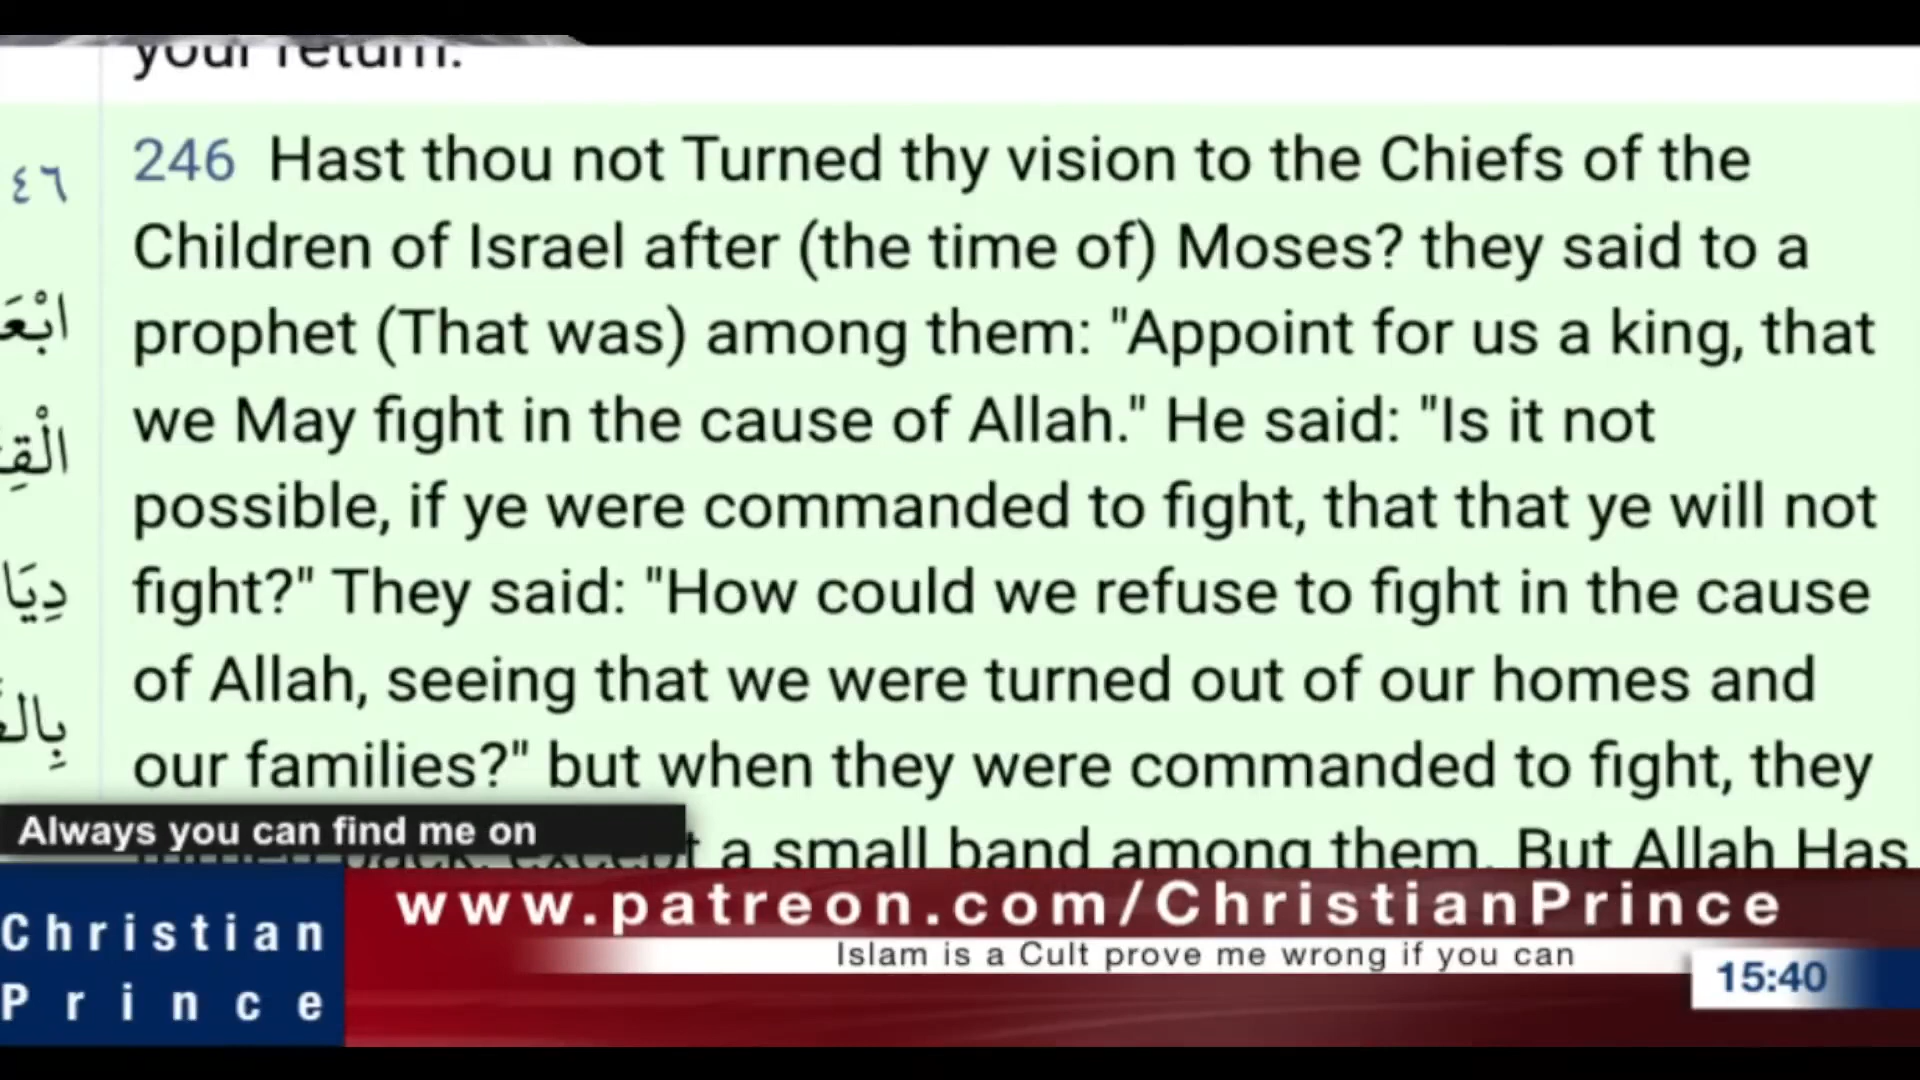 your return.
246 Hast thou not Turned thy vision to the Chiefs of the
Children of Israel after (the time of) Moses? they said to a
prophet (That was) among them: "Appoint for us a king, that
we May fight in the cause of Allah." He said: "Is it not
possible, if ye were commanded to fight, that that ye will not
fight?" They said: "How could we refuse to fight in the cause
of Allah, seeing that we were turned out of our homes and
our families?" but when they were commanded to fight, they
back, except a small band among them. But Allah Has
٤٦
دِيَا
Always you can find me on
Christian
Prince
www.patreon.com/ChristianPrince
Islam is a Cult prove me wrong if you can
15:40